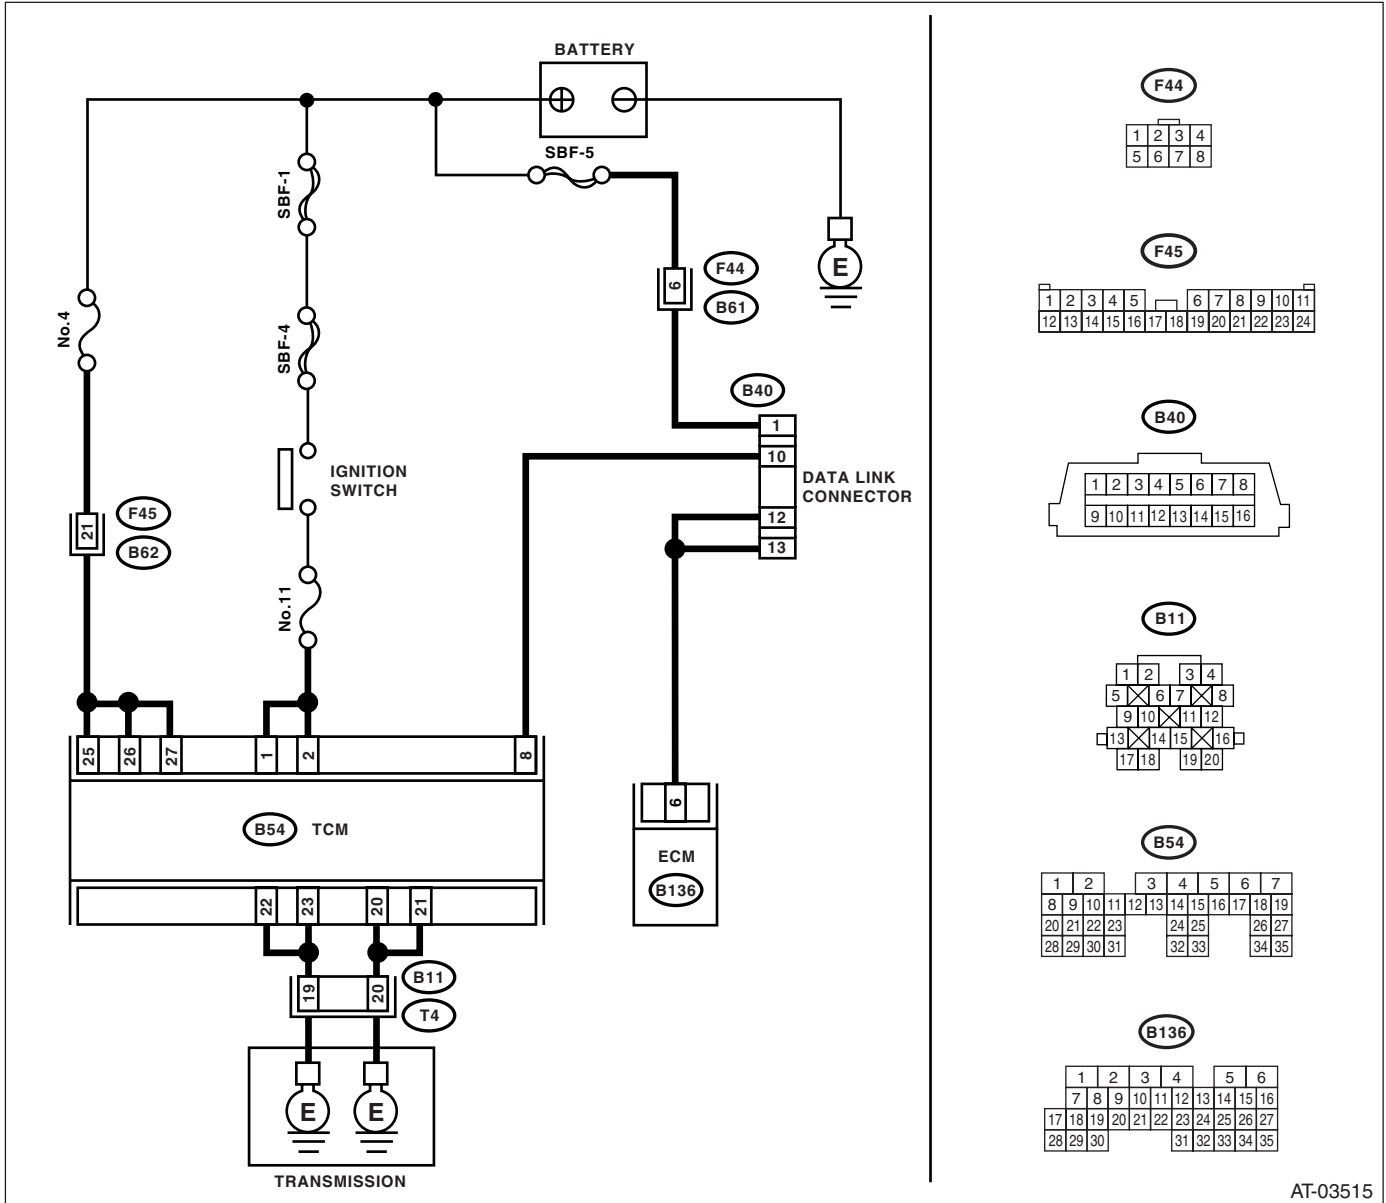 BATTERY
SBF-5
SBF-1
SBF-4
No.4
No.11
E
6
F44
B61
B40
1
10
12
13
DATA LINK
CONNECTOR
IGNITION
SWITCH
21
F45
B62
25 26 27 1 2 8
B54 TCM
22 23 20 21
6
ECM
B136
19 20
B11
T4
E E
TRANSMISSION
F44
1 2 3 4
5 6 7 8
F45
1 2 3 4 5 6 7 8 9 10 11
12 13 14 15 16 17 18 19 20 21 22 23 24
B40
1 2 3 4 5 6 7 8
9 10 11 12 13 14 15 16
B11
1 2 3 4
5 6 7 8
9 10 11 12
13 14 15 16
17 18 19 20
B54
1 2 3 4 5 6 7
8 9 10 11 12 13 14 15 16 17 18 19
20 21 22 23 24 25 26 27
28 29 30 31 32 33 34 35
B136
1 2 3 4 5 6
7 8 9 10 11 12 13 14 15 16
17 18 19 20 21 22 23 24 25 26 27
28 29 30 31 32 33 34 35
AT-03515